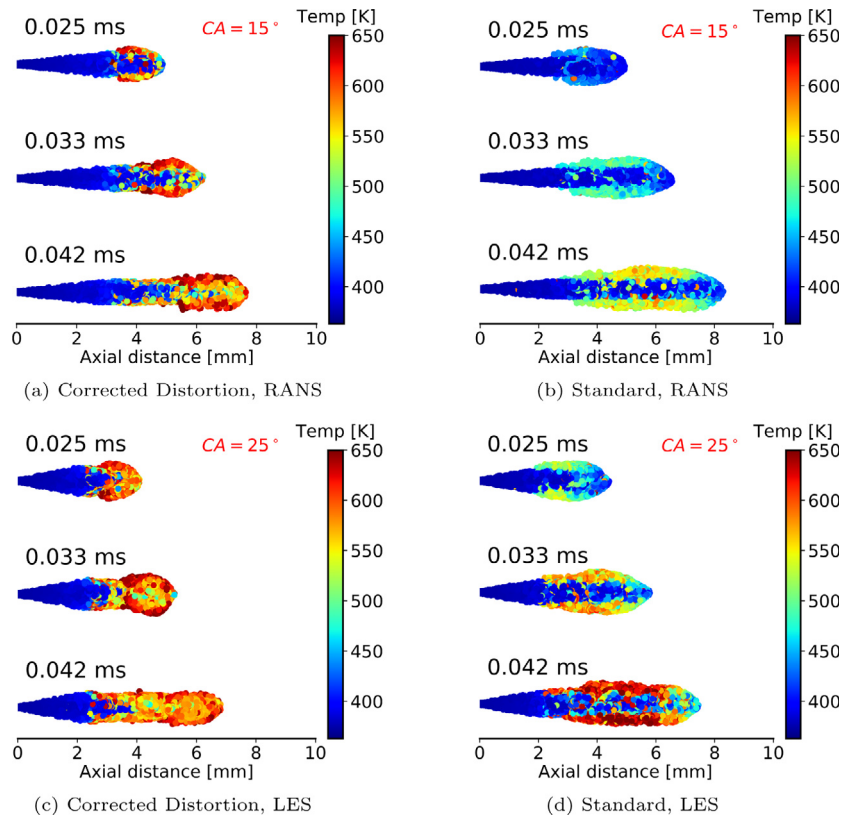 0.025 ms
CA = 15°
Temp [K]
650
600
550
500
450
400
0.033 ms
0.042 ms
0 2 4 6 8 10
Axial distance [mm]
(a) Corrected Distortion, RANS
0.025 ms
CA = 15°
Temp [K]
650
600
550
500
450
400
0.033 ms
0.042 ms
0 2 4 6 8 10
Axial distance [mm]
(b) Standard, RANS
0.025 ms
CA = 25°
Temp [K]
650
600
550
500
450
400
0.033 ms
0.042 ms
0 2 4 6 8 10
Axial distance [mm]
(c) Corrected Distortion, LES
0.025 ms
CA = 25°
Temp [K]
650
600
550
500
450
400
0.033 ms
0.042 ms
0 2 4 6 8 10
Axial distance [mm]
(d) Standard, LES